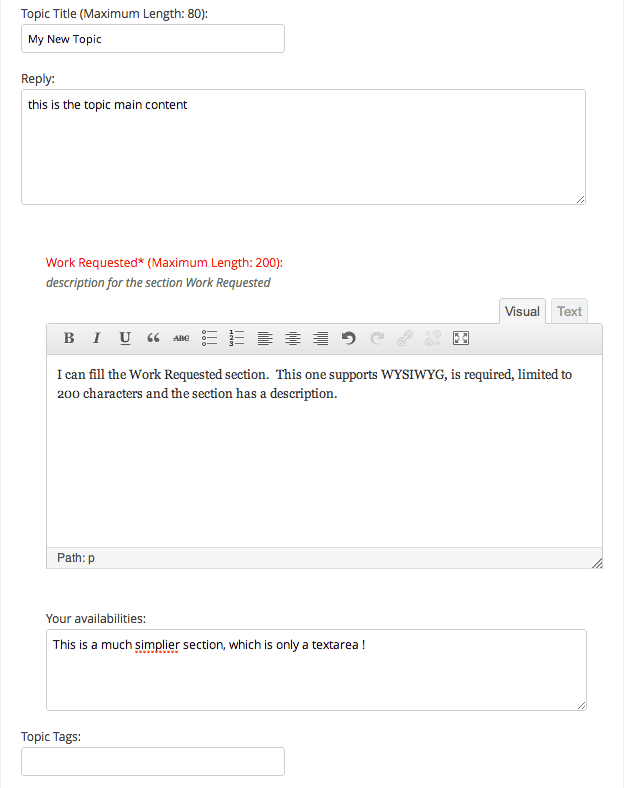 Topic Title (Maximum Length: 80):
My New Topic
Reply:
this is the topic main content
Work Requested* (Maximum Length: 200):
description for the section Work Requested
Visual Text
B I U ABC
I can fill the Work Requested section.  This one supports WYSIWYG, is required, limited to
200 characters and the section has a description.
Path: p
Your availabilities:
This is a much simplier section, which is only a textarea !
Topic Tags: